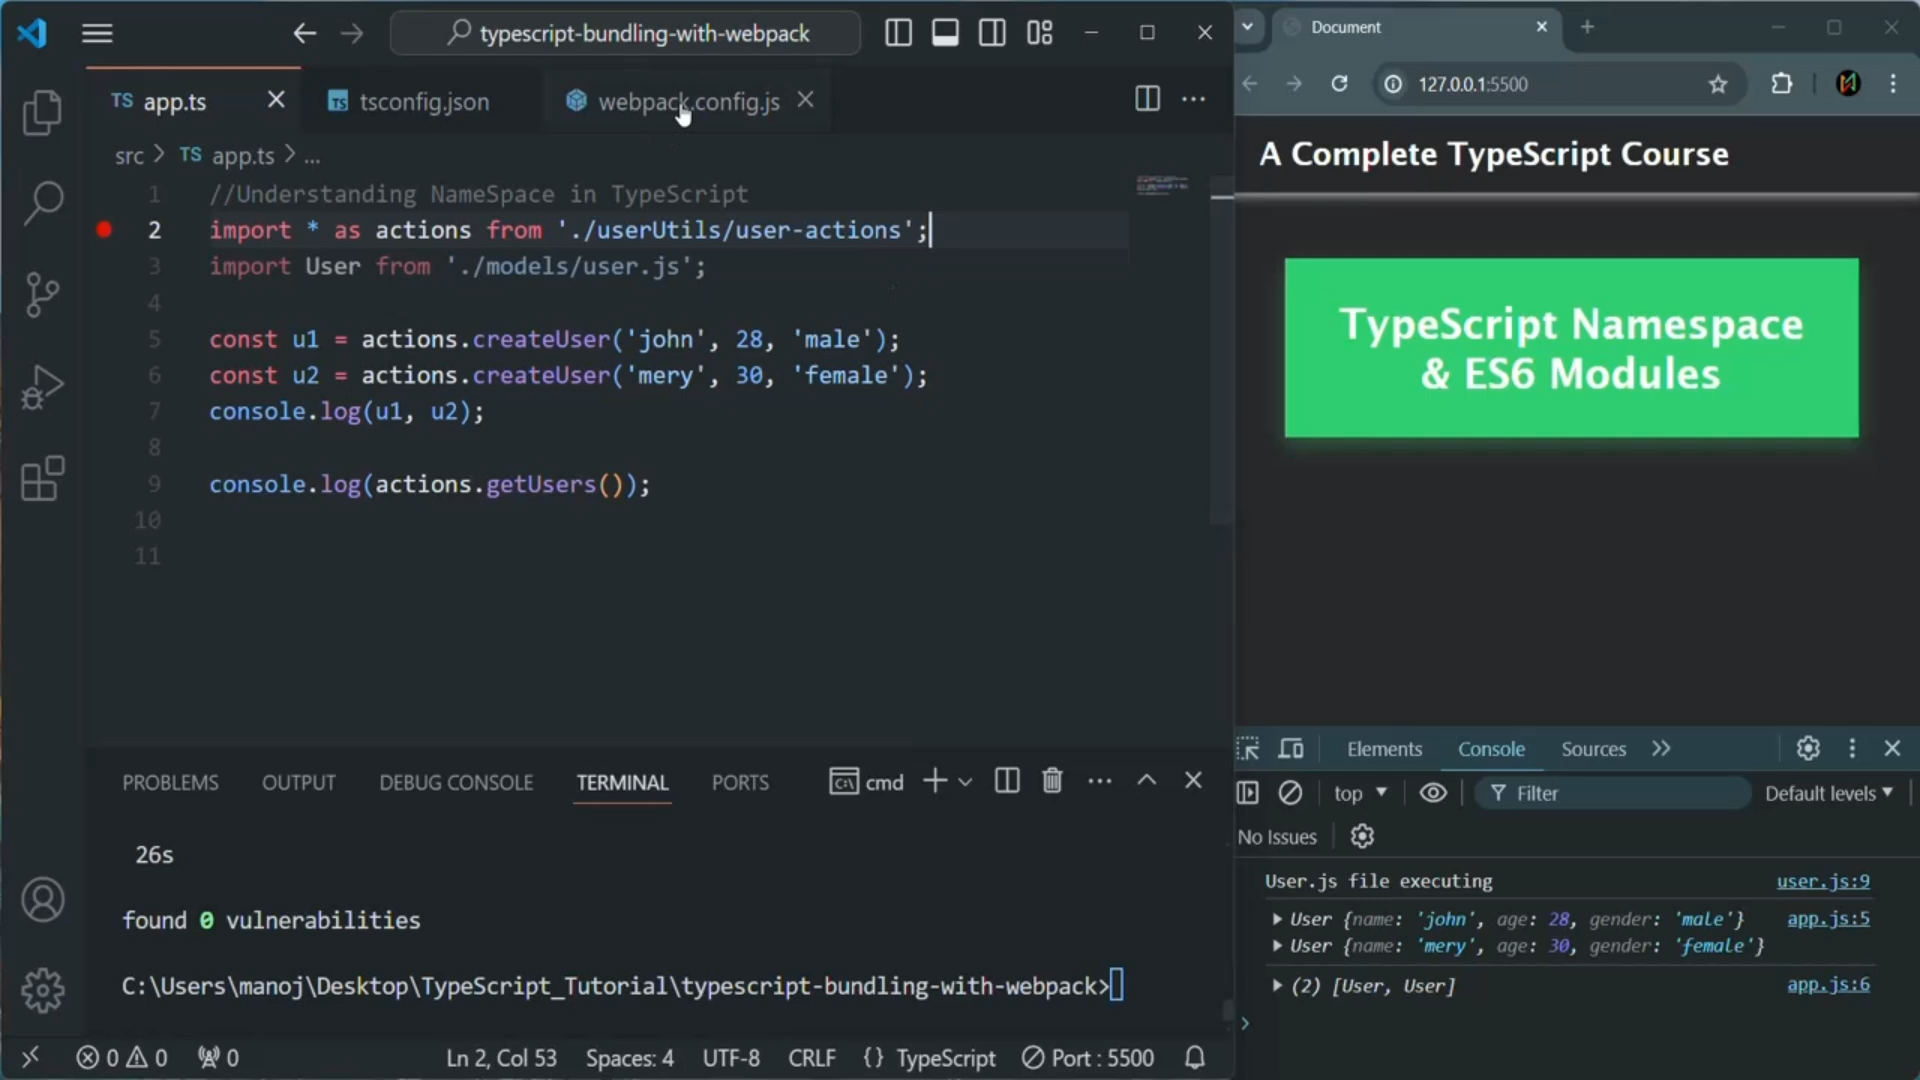 typescript-bundling-with-webpack
TS app.ts
TS tsconfig.json
webpack.config.js
src > TS app.ts > ...
1 //Understanding NameSpace in TypeScript
2 import * as actions from './userUtils/user-actions';
3 import User from './models/user.js';
4
5 const u1 = actions.createUser('john', 28, 'male');
6 const u2 = actions.createUser('mery', 30, 'female');
7 console.log(u1, u2);
8
9 console.log(actions.getUsers());
10
11
PROBLEMS OUTPUT DEBUG CONSOLE TERMINAL PORTS cmd
26s
found 0 vulnerabilities
C:\Users\manoj\Desktop\TypeScript_Tutorial\typescript-bundling-with-webpack>
0 0 0 Ln 2, Col 53 Spaces: 4 UTF-8 CRLF {} TypeScript Port : 5500
Document
127.0.0.1:5500
A Complete TypeScript Course
TypeScript Namespace
& ES6 Modules
Elements Console Sources
top Filter Default levels
No Issues
User.js file executing user.js:9
User {name: 'john', age: 28, gender: 'male'} app.js:5
User {name: 'mery', age: 30, gender: 'female'}
(2) [User, User] app.js:6